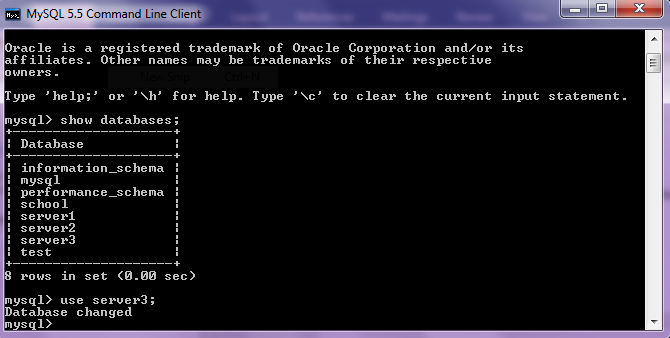 MySQL 5.5 Command Line Client
Oracle is a registered trademark of Oracle Corporation and/or its
affiliates. Other names may be trademarks of their respective
owners.
Type 'help;' or '\h' for help. Type '\c' to clear the current input statement.
mysql> show databases;
+--------------------+
| Database           |
+--------------------+
| information_schema |
| mysql              |
| performance_schema |
| school             |
| server1            |
| server2            |
| server3            |
| test               |
+--------------------+
8 rows in set (0.00 sec)
mysql> use server3;
Database changed
mysql>